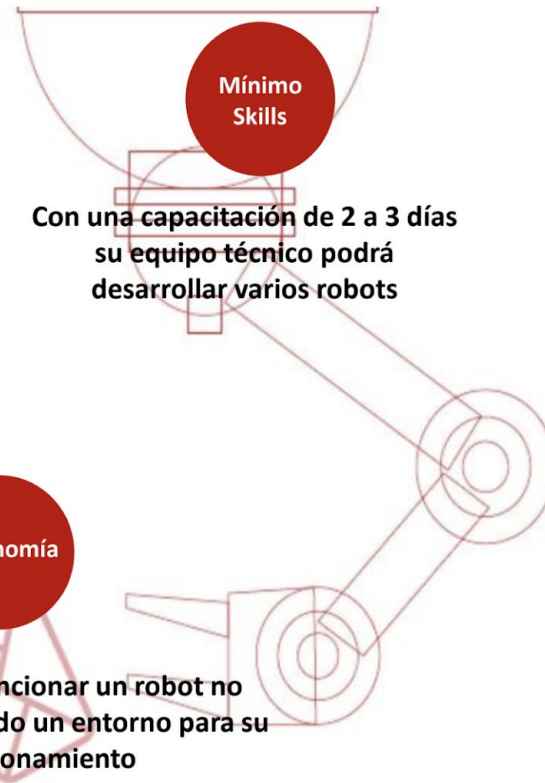 Mínimo
Skills
Con una capacitación de 2 a 3 días
su equipo técnico podrá
desarrollar varios robots
nomía
ncionar un robot no
do un entorno para su
onamiento